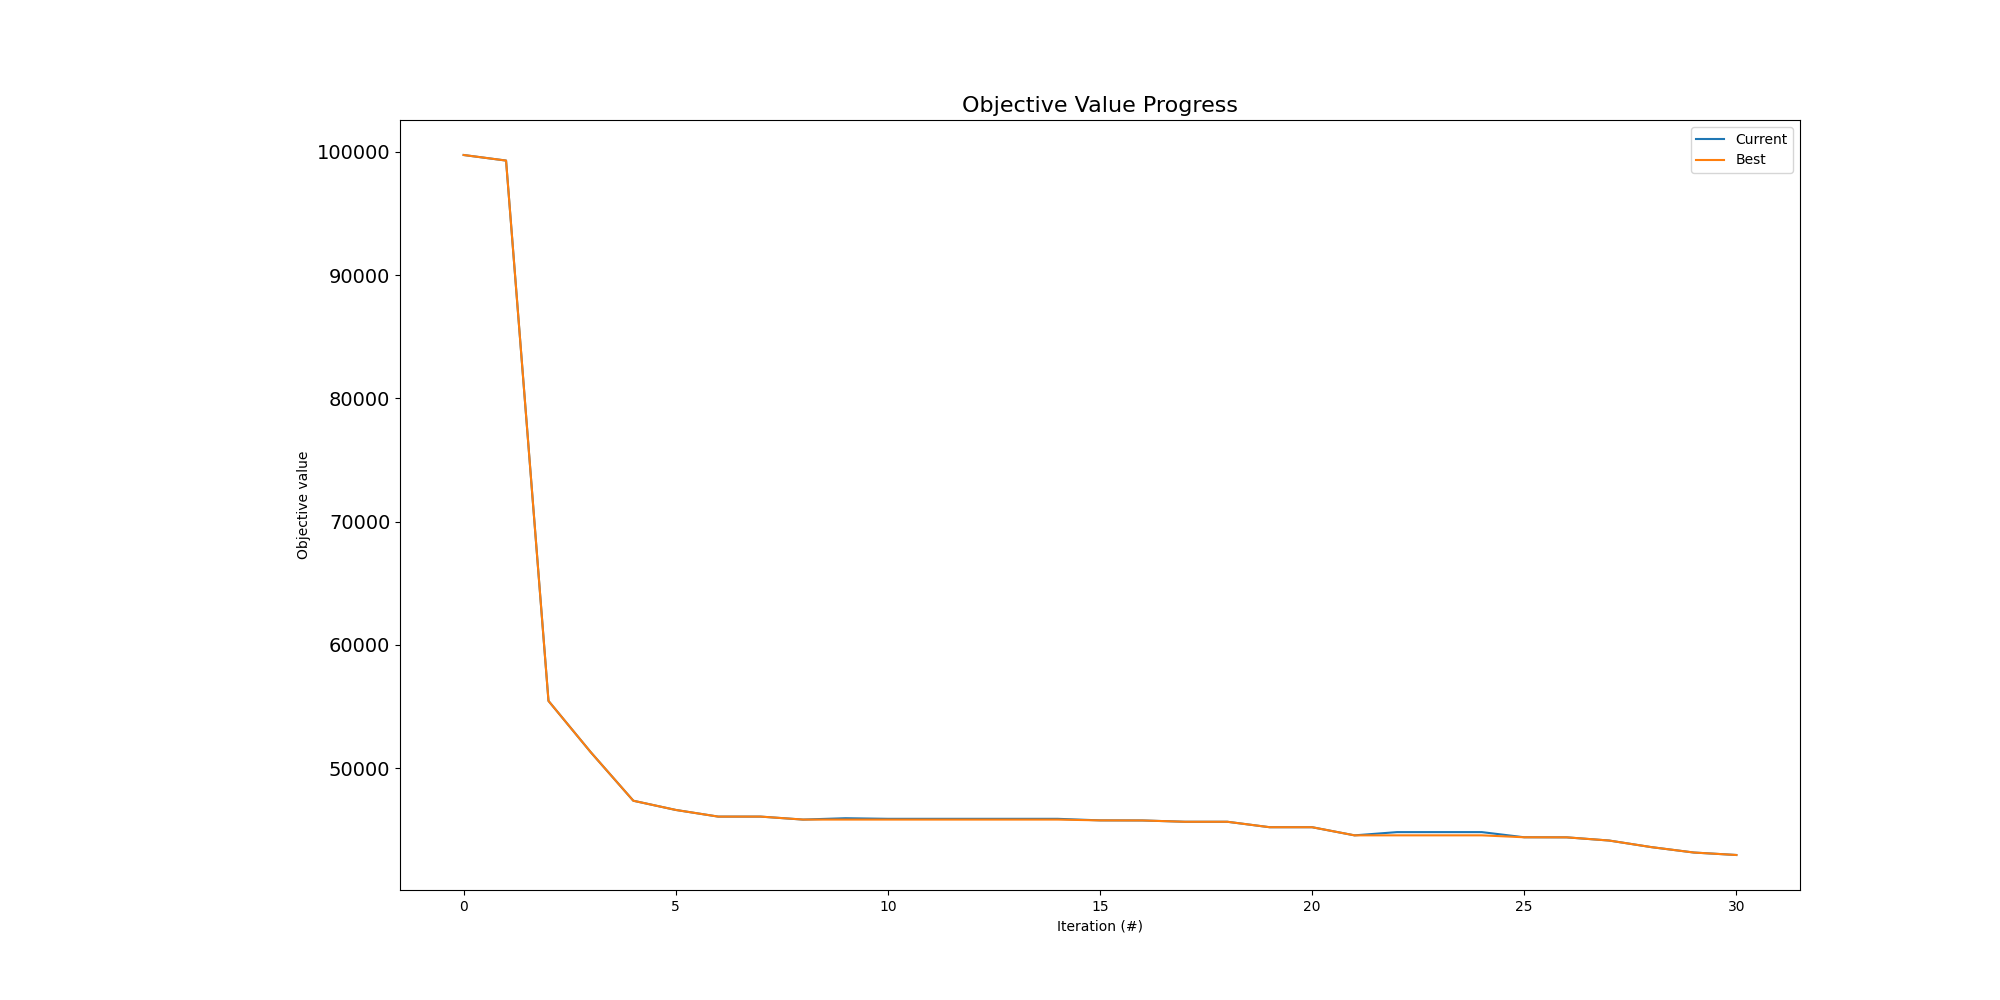 Objective Value Progress
Current
Best
100000
90000
80000
70000
60000
50000
Objective value
0 5 10 15 20 25 30
Iteration (#)